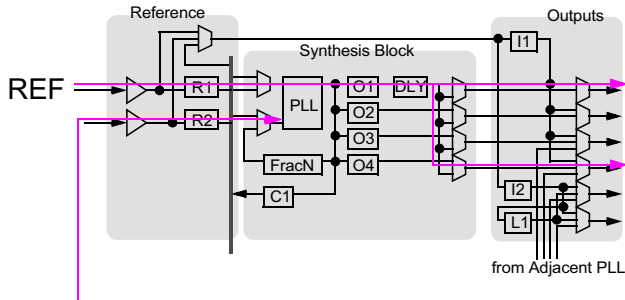 Reference
Outputs
Synthesis Block
I1
REF
R1
PLL
O1
DLY
O2
R2
O3
FracN
O4
C1
I2
L1
from Adjacent PLL